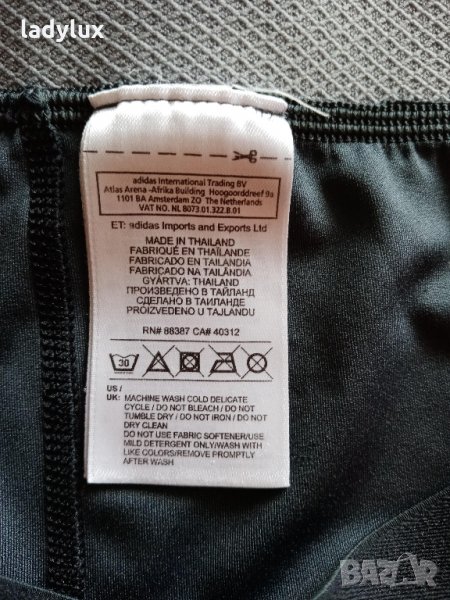 ladylux
adidas International Trading BV
Atlas Arena -Afrika Building Hoogoorddreef 9a
1101 BA Amsterdam ZO The Netherlands
VAT NO. NL 8073.01.322.B.01
ET: adidas Imports and Exports Ltd
MADE IN THAILAND
FABRIQUÉ EN THAÏLANDE
FABRICADO EN TAILANDIA
FABRICADO NA TAILÂNDIA
GYÁRTVA: THAILAND
ПРОИЗВЕДЕНО В ТАЙЛАНД
СДЕЛАНО В ТАИЛАНДЕ
PROIZVEDENO U TAJLANDU
RN# 88387 CA# 40312
30
US /
UK: MACHINE WASH COLD DELICATE
CYCLE / DO NOT BLEACH / DO NOT
TUMBLE DRY / DO NOT IRON / DO NOT
DRY CLEAN
DO NOT USE FABRIC SOFTENER/USE
MILD DETERGENT ONLY/WASH WITH
LIKE COLORS/REMOVE PROMPTLY
AFTER WASH
BAZAR